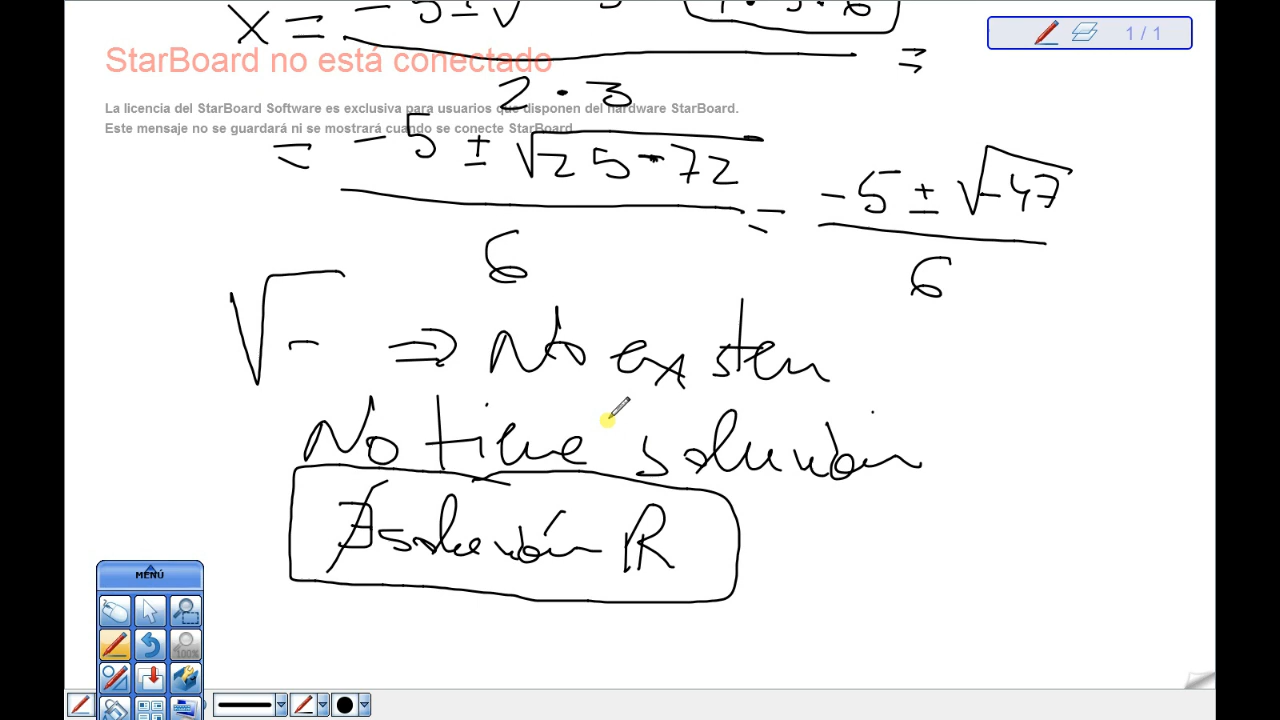 x = -5 ± √ =
2 · 3
StarBoard no está conectado
La licencia del StarBoard Software es exclusiva para usuarios que disponen del hardware StarBoard.
Este mensaje no se guardará ni se mostrará cuando se conecte StarBoard
= -5 ± √25-72 = -5 ± √-47
6 6
√- ⇒ No existen
No tiene solución
∄ solución ℝ
1 / 1
MENÚ
100%